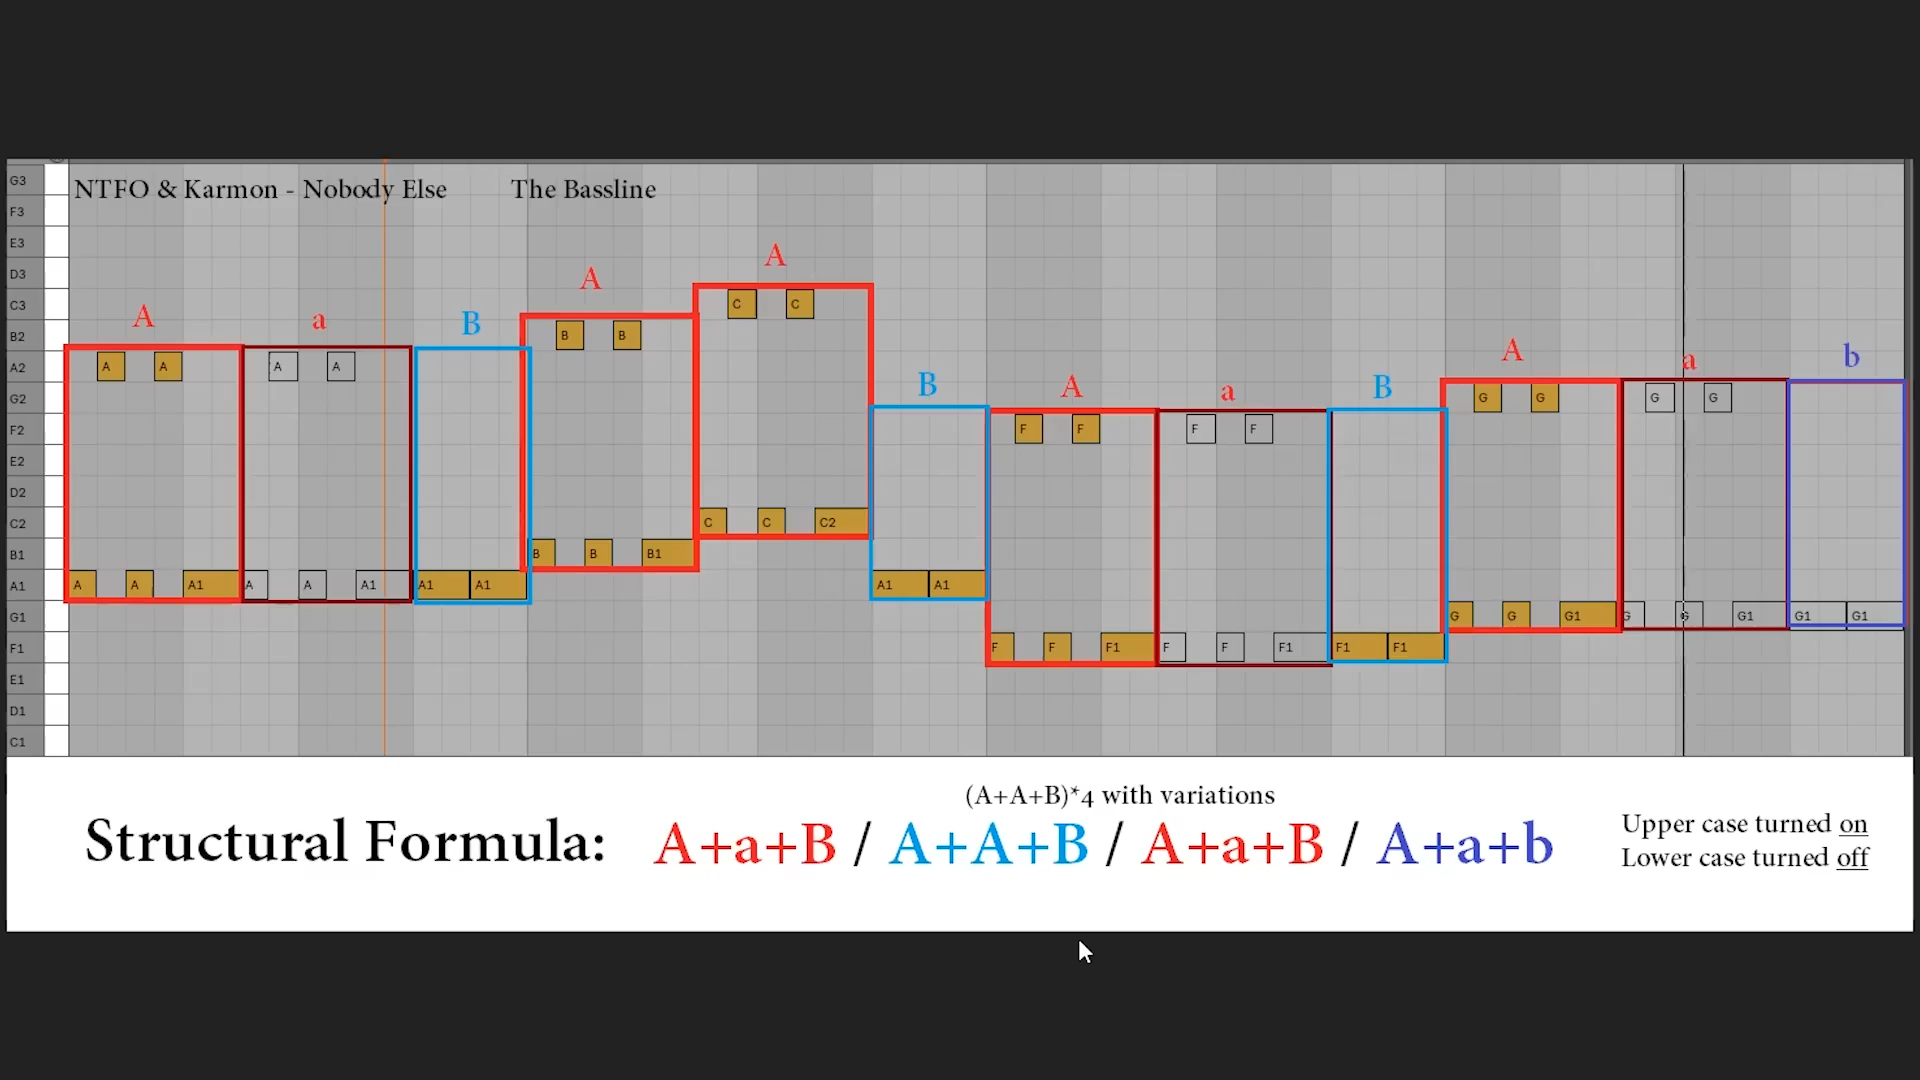 NTFO & Karmon - Nobody Else The Bassline
G3
F3
E3
D3
C3
B2
A2
G2
F2
E2
D2
C2
B1
A1
G1
F1
E1
D1
C1
A a B A A B A a B A a b
C C
B B
A A A A
G G G G
F F F F
C C C2
B B B1
A A A1 A A A1 A1 A1 A1 A1
G G G1 G G G1 G1 G1
F F F1 F F F1 F1 F1
(A+A+B)*4 with variations
Structural Formula: A+a+B / A+A+B / A+a+B / A+a+b
Upper case turned on
Lower case turned off